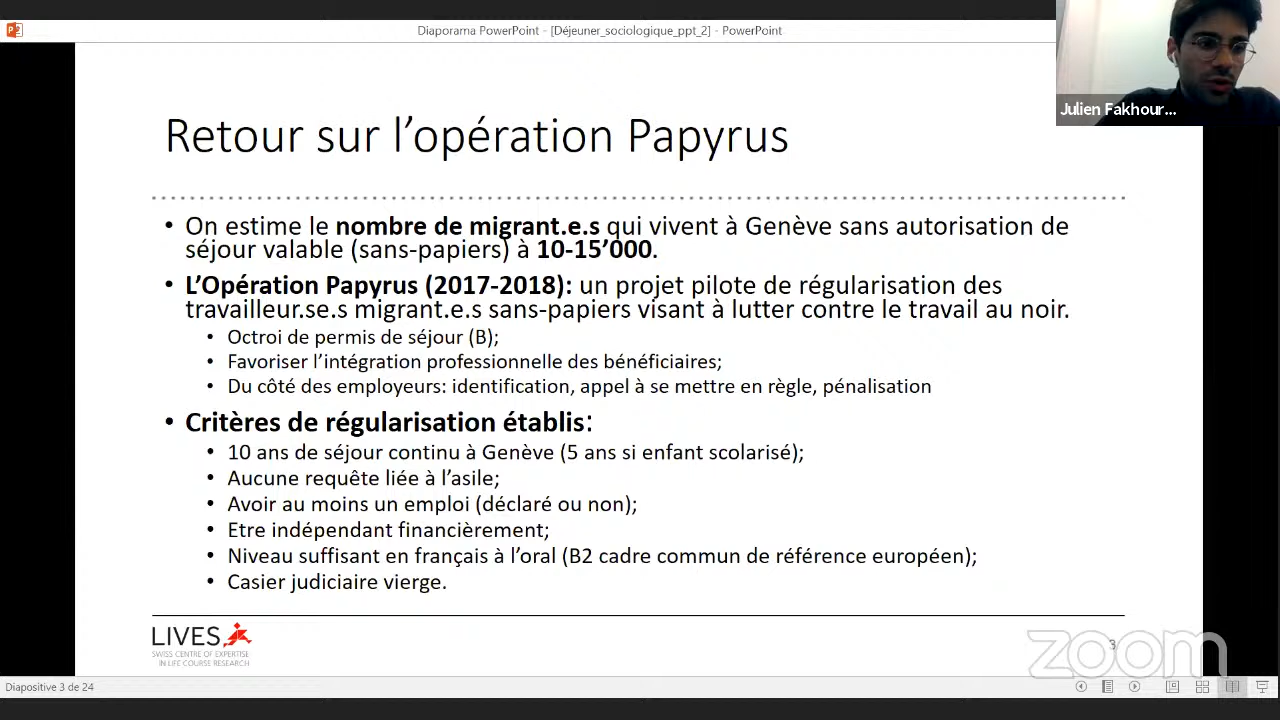 Diaporama PowerPoint - [Déjeuner_sociologique_ppt_2] - PowerPoint
Julien Fakhour...
Retour sur l'opération Papyrus
• On estime le nombre de migrant.e.s qui vivent à Genève sans autorisation de
séjour valable (sans-papiers) à 10-15'000.
• L'Opération Papyrus (2017-2018): un projet pilote de régularisation des
travailleur.se.s migrant.e.s sans-papiers visant à lutter contre le travail au noir.
• Octroi de permis de séjour (B);
• Favoriser l'intégration professionnelle des bénéficiaires;
• Du côté des employeurs: identification, appel à se mettre en règle, pénalisation
• Critères de régularisation établis:
• 10 ans de séjour continu à Genève (5 ans si enfant scolarisé);
• Aucune requête liée à l'asile;
• Avoir au moins un emploi (déclaré ou non);
• Etre indépendant financièrement;
• Niveau suffisant en français à l'oral (B2 cadre commun de référence européen);
• Casier judiciaire vierge.
LIVES
SWISS CENTRE OF EXPERTISE
IN LIFE COURSE RESEARCH
3
zoom
Diapositive 3 de 24